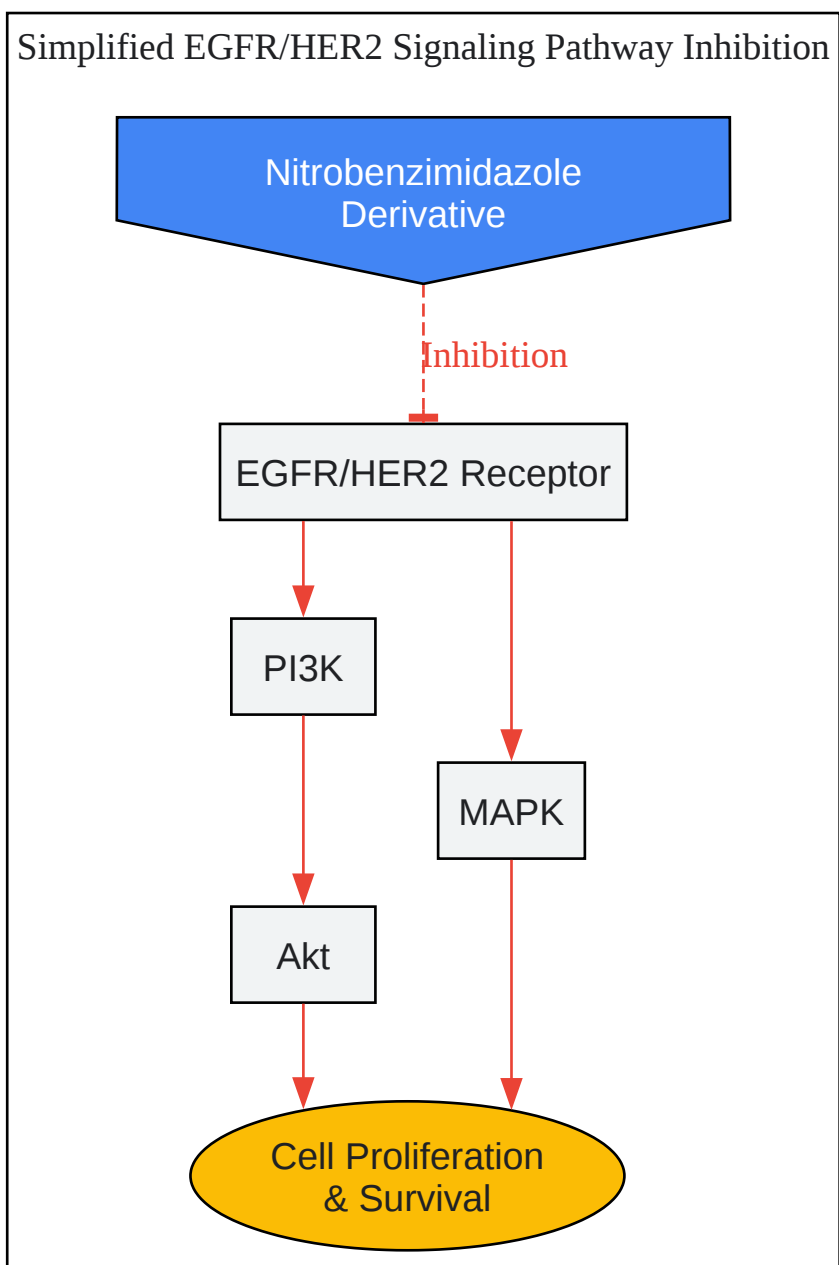 Simplified EGFR/HER2 Signaling Pathway Inhibition
Nitrobenzimidazole
Derivative
Inhibition
EGFR/HER2 Receptor
PI3K
MAPK
Akt
Cell Proliferation
& Survival